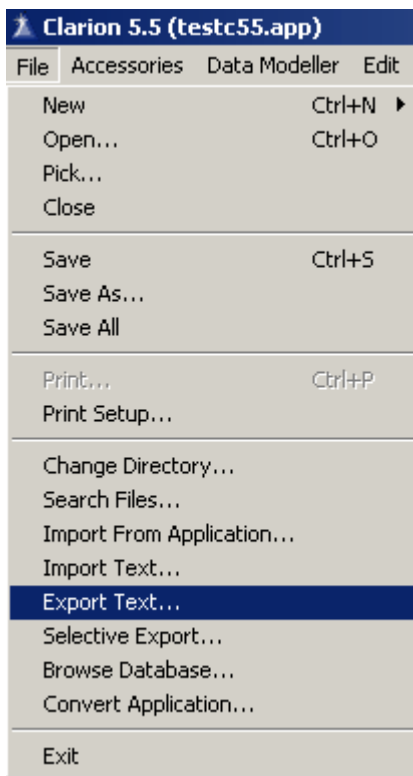 Clarion 5.5 (testc55.app)
File Accessories Data Modeller Edit
New Ctrl+N
Open... Ctrl+O
Pick...
Close
Save Ctrl+S
Save As...
Save All
Print... Ctrl+P
Print Setup...
Change Directory...
Search Files...
Import From Application...
Import Text...
Export Text...
Selective Export...
Browse Database...
Convert Application...
Exit